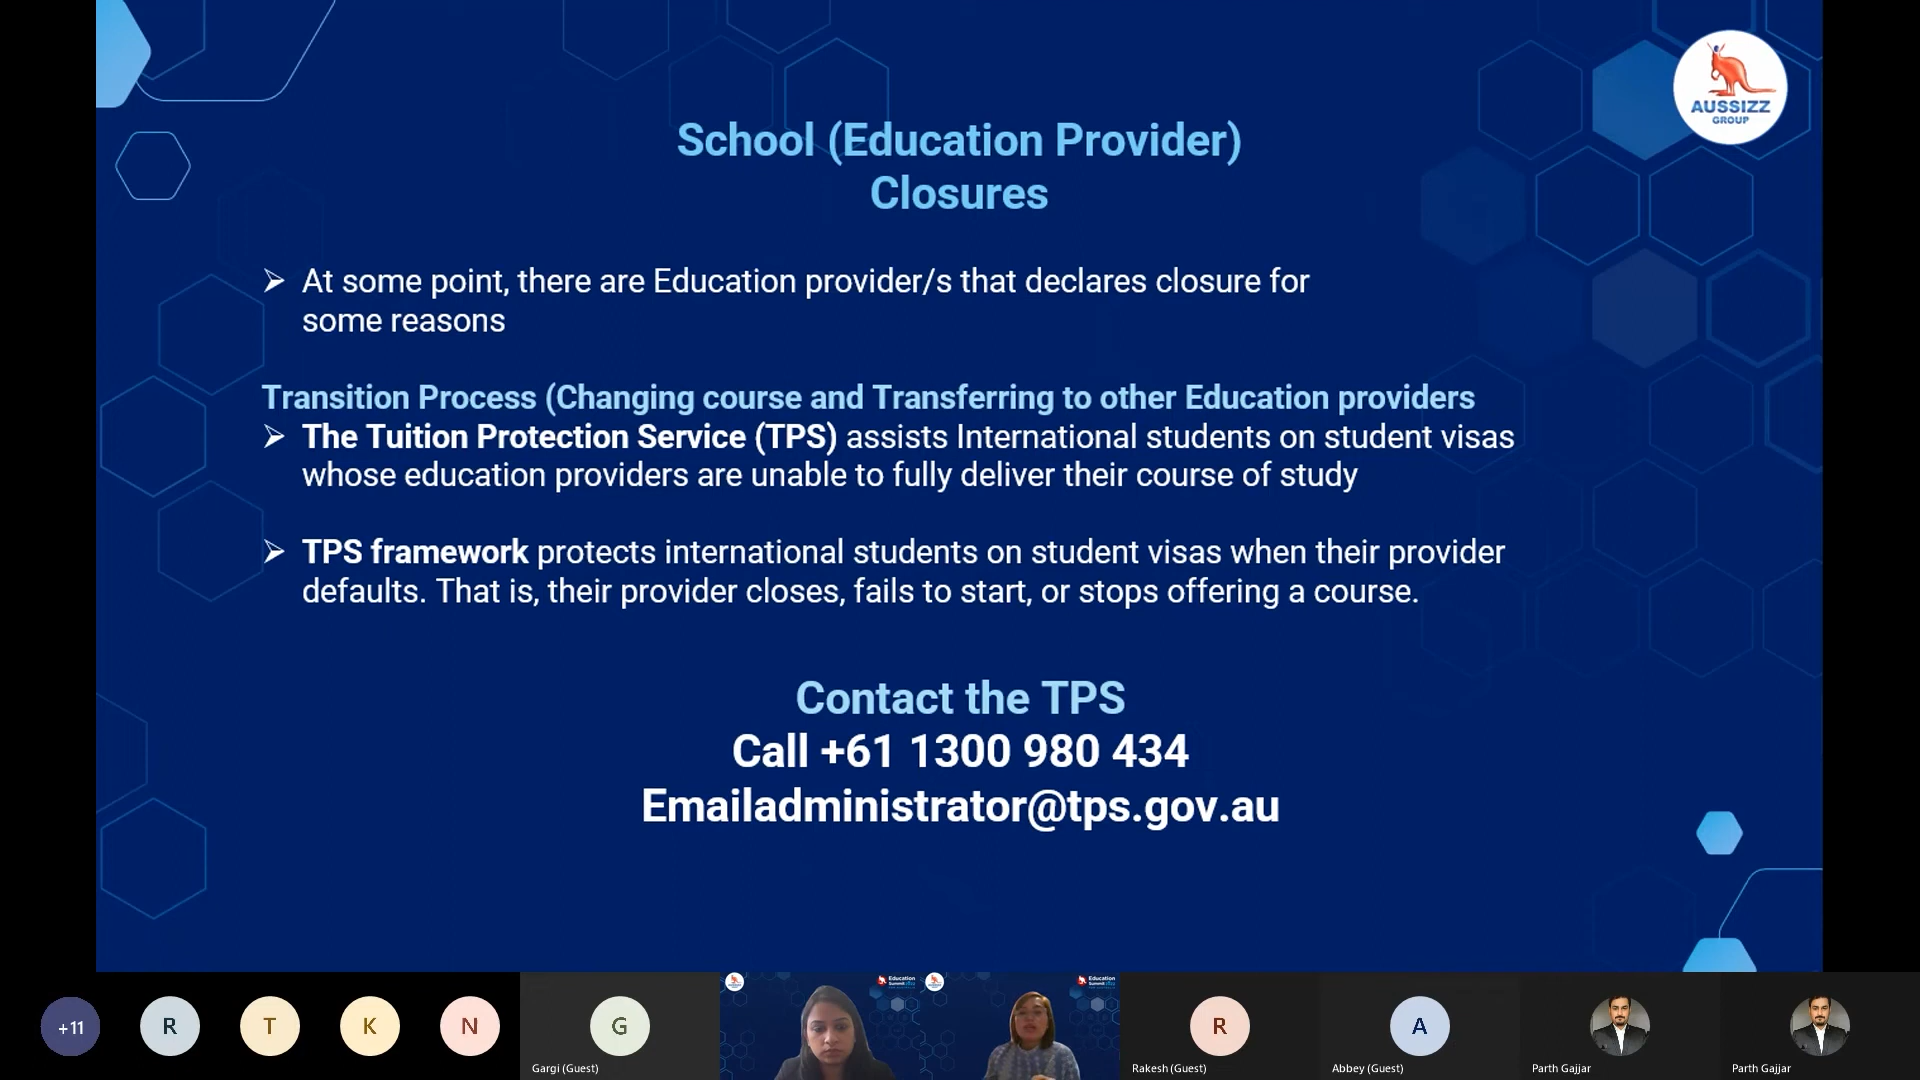 AUSSIZZ
GROUP
School (Education Provider)
Closures
➢ At some point, there are Education provider/s that declares closure for
some reasons
Transition Process (Changing course and Transferring to other Education providers
➢ The Tuition Protection Service (TPS) assists International students on student visas
whose education providers are unable to fully deliver their course of study
➢ TPS framework protects international students on student visas when their provider
defaults. That is, their provider closes, fails to start, or stops offering a course.
Contact the TPS
Call +61 1300 980 434
Emailadministrator@tps.gov.au
+11
R
T
K
N
G
Gargi (Guest)
Education
Summit
Education
Summit
R
Rakesh (Guest)
A
Abbey (Guest)
Parth Gajjar
Parth Gajjar